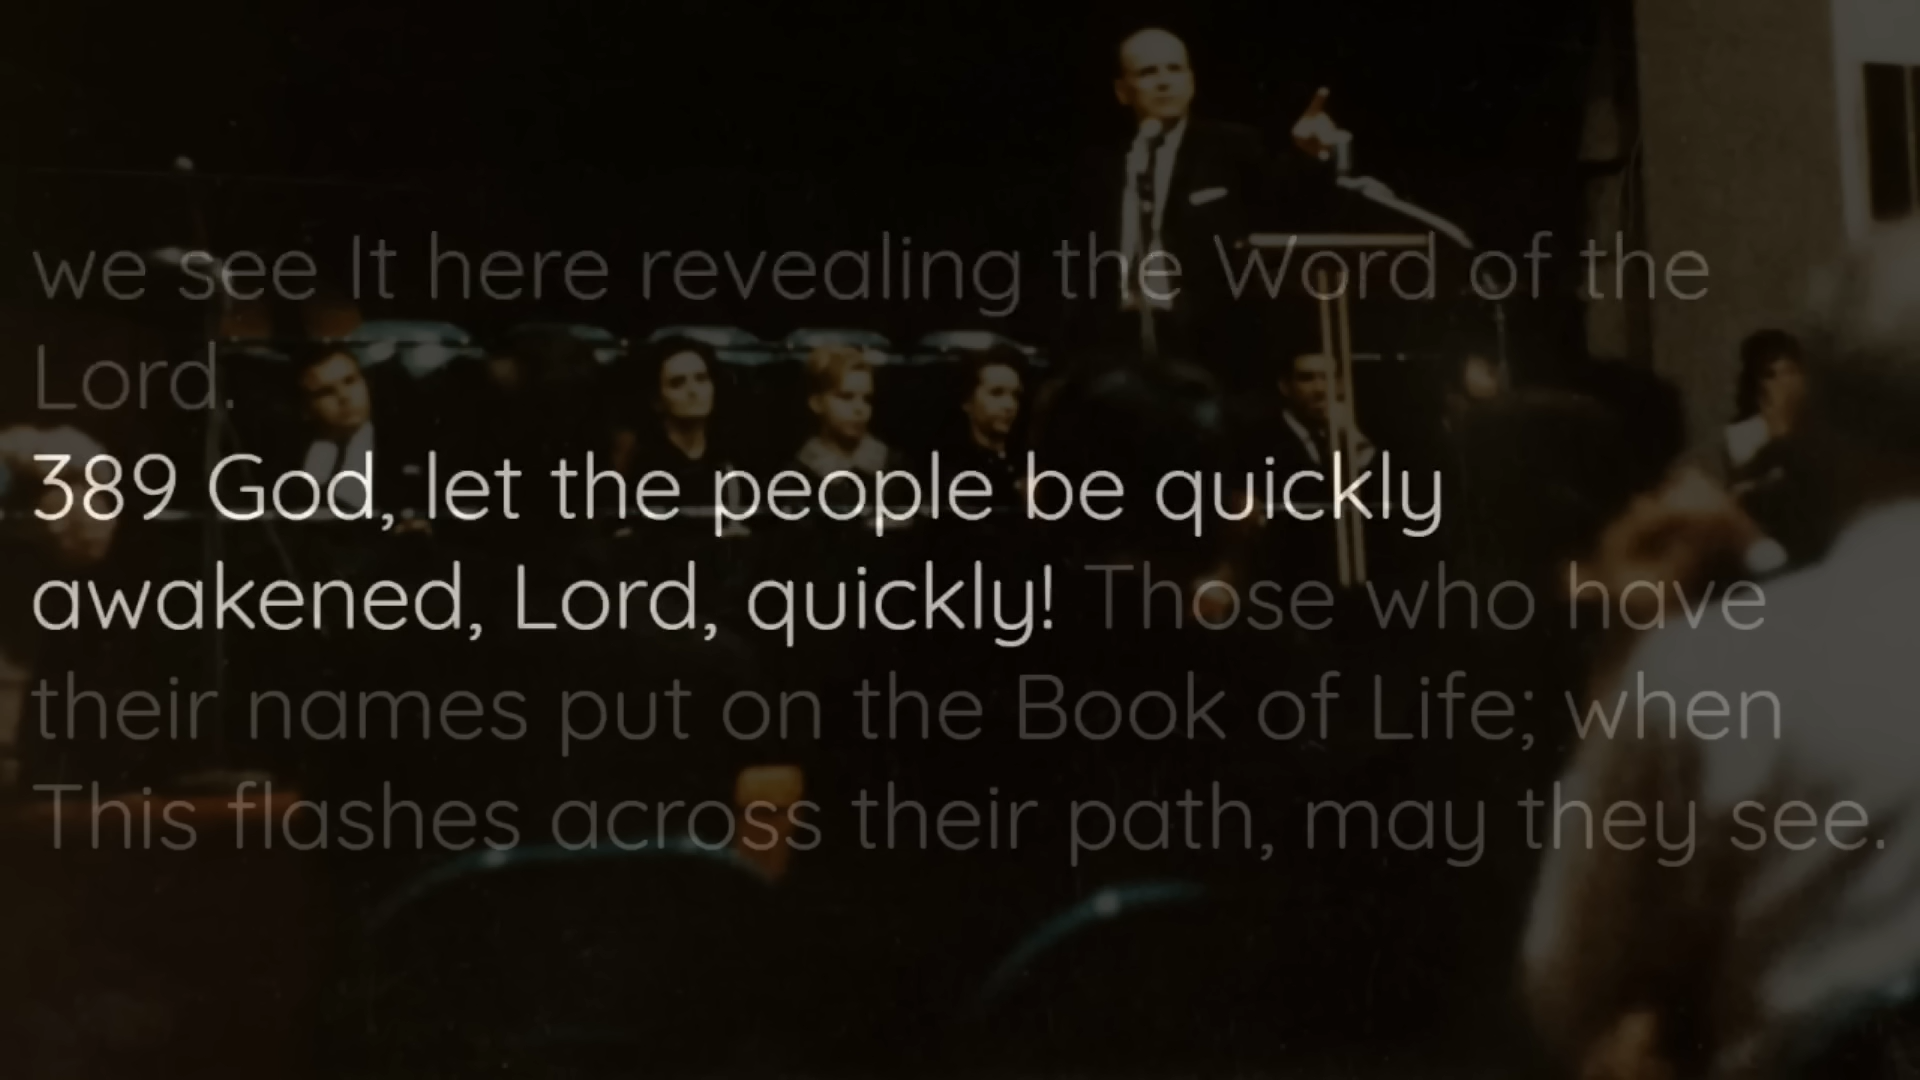 we see It here revealing the Word of the
Lord.
389 God, let the people be quickly
awakened, Lord, quickly! Those who have
their names put on the Book of Life; when
This flashes across their path, may they see.